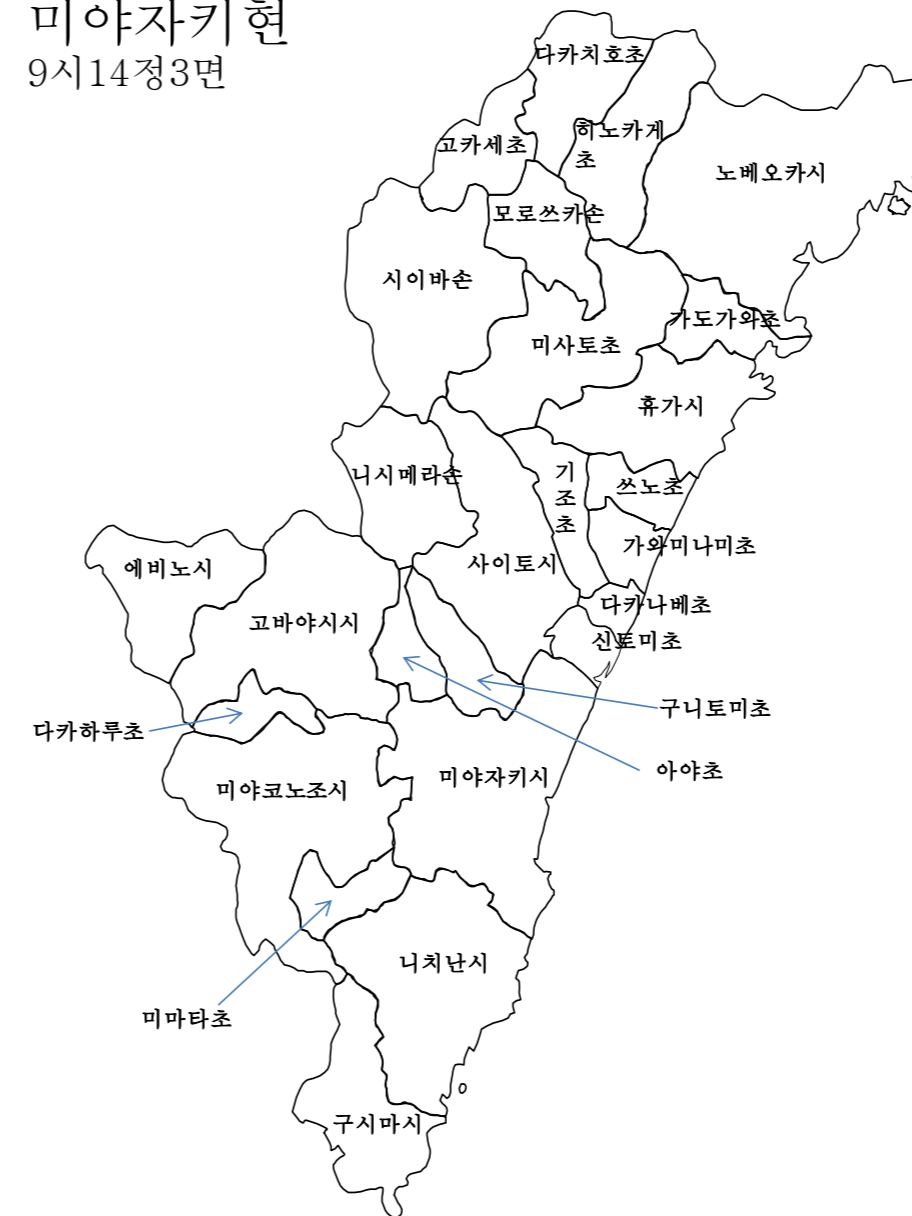 미야자키현
9시14정3면
다카치호초
히노카게
초
고카세초
노베오카시
모로쓰카손
시이바손
가도가와초
미사토초
휴가시
니시메라손
기
조
초
쓰노초
가와미나미초
에비노시
사이토시
다카나베초
고바야시시
신토미초
구니토미초
다카하루초
아야초
미야자키시
미야코노조시
니치난시
미마타초
구시마시